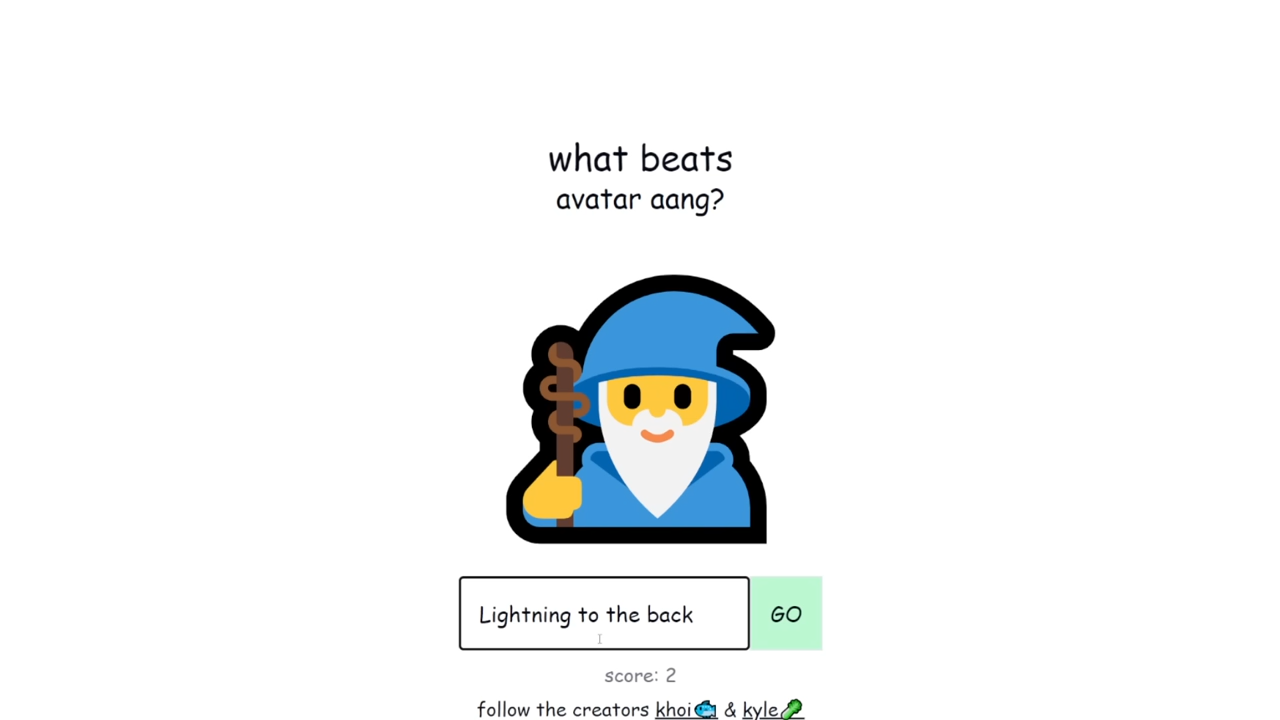 what beats
avatar aang?
Lightning to the back
GO
score: 2
follow the creators khoi & kyle